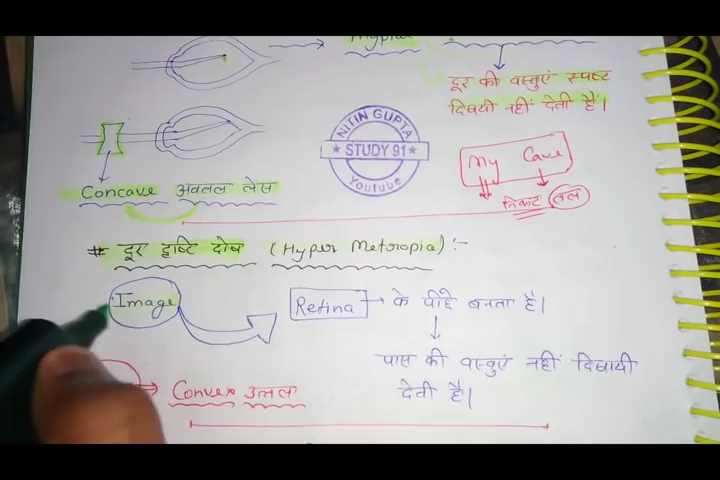 दूर की वस्तुएं स्पष्ट
दिखायी नहीं देती हैं।
NITIN GUPTA
STUDY 91
Youtube
My Cave
निकट तल
Concave अवतल लेंस
# दूर दृष्टि दोष (Hyper Metropia) :-
Image
Retina → के पीछे बनता है।
पास की वस्तुएं नहीं दिखायी
देती है।
Convex उत्तल